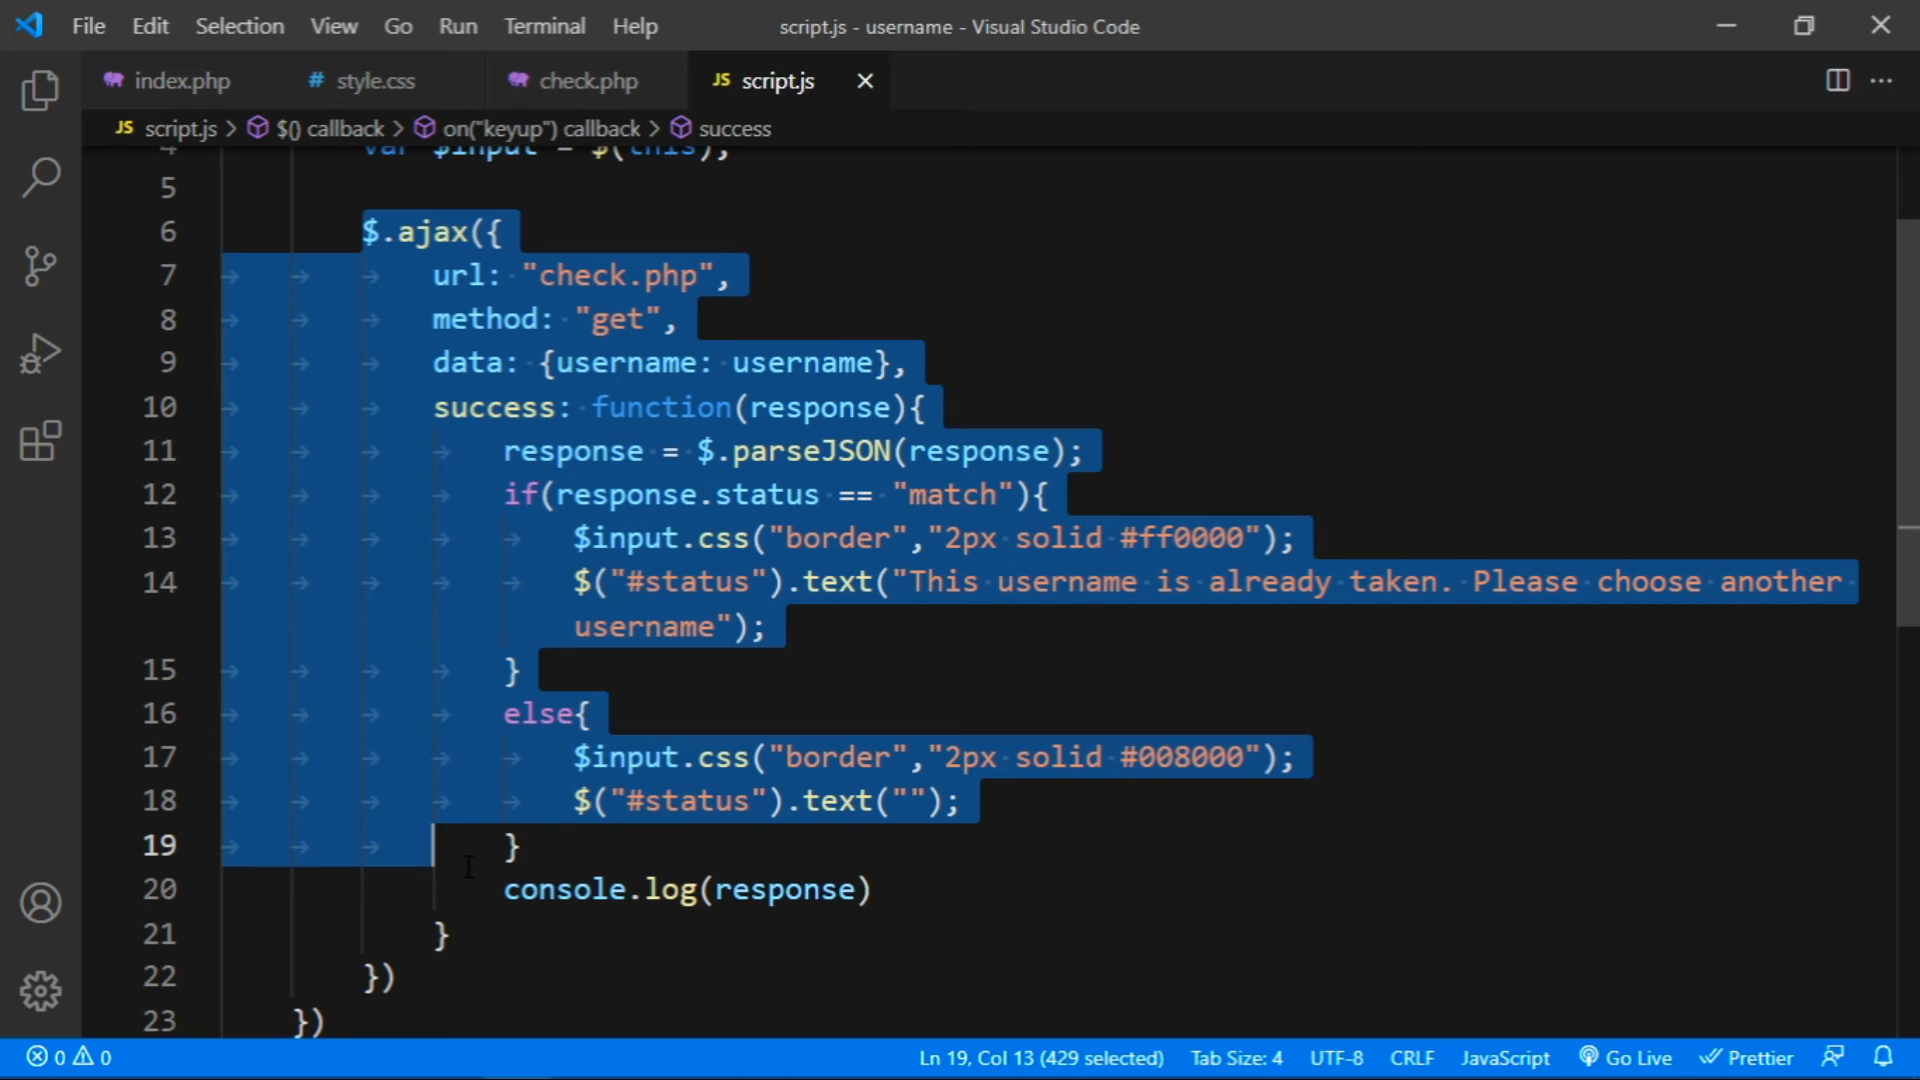 File Edit Selection View Go Run Terminal Help script.js - username - Visual Studio Code
index.php # style.css check.php JS script.js
JS script.js > $() callback > on("keyup") callback > success
4 var $input = $(this);
5
6 $.ajax({
7 url: "check.php",
8 method: "get",
9 data: {username: username},
10 success: function(response){
11 response = $.parseJSON(response);
12 if(response.status == "match"){
13 $input.css("border","2px solid #ff0000");
14 $("#status").text("This username is already taken. Please choose another
username");
15 }
16 else{
17 $input.css("border","2px solid #008000");
18 $("#status").text("");
19 }
20 console.log(response)
21 }
22 })
23 })
0 0 Ln 19, Col 13 (429 selected) Tab Size: 4 UTF-8 CRLF JavaScript Go Live Prettier